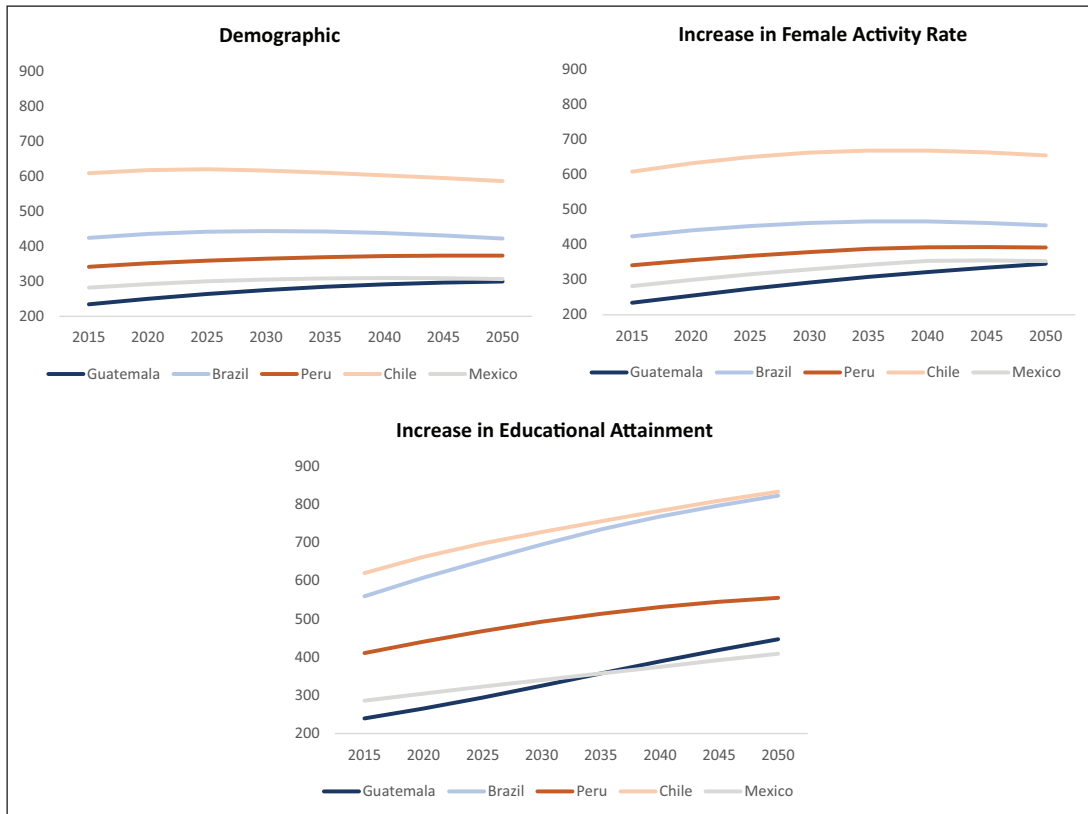 Demographic
900
800
700
600
500
400
300
200
2015 2020 2025 2030 2035 2040 2045 2050
Guatemala Brazil Peru Chile Mexico
Increase in Female Activity Rate
900
800
700
600
500
400
300
200
2015 2020 2025 2030 2035 2040 2045 2050
Guatemala Brazil Peru Chile Mexico
Increase in Educational Attainment
900
800
700
600
500
400
300
200
2015 2020 2025 2030 2035 2040 2045 2050
Guatemala Brazil Peru Chile Mexico